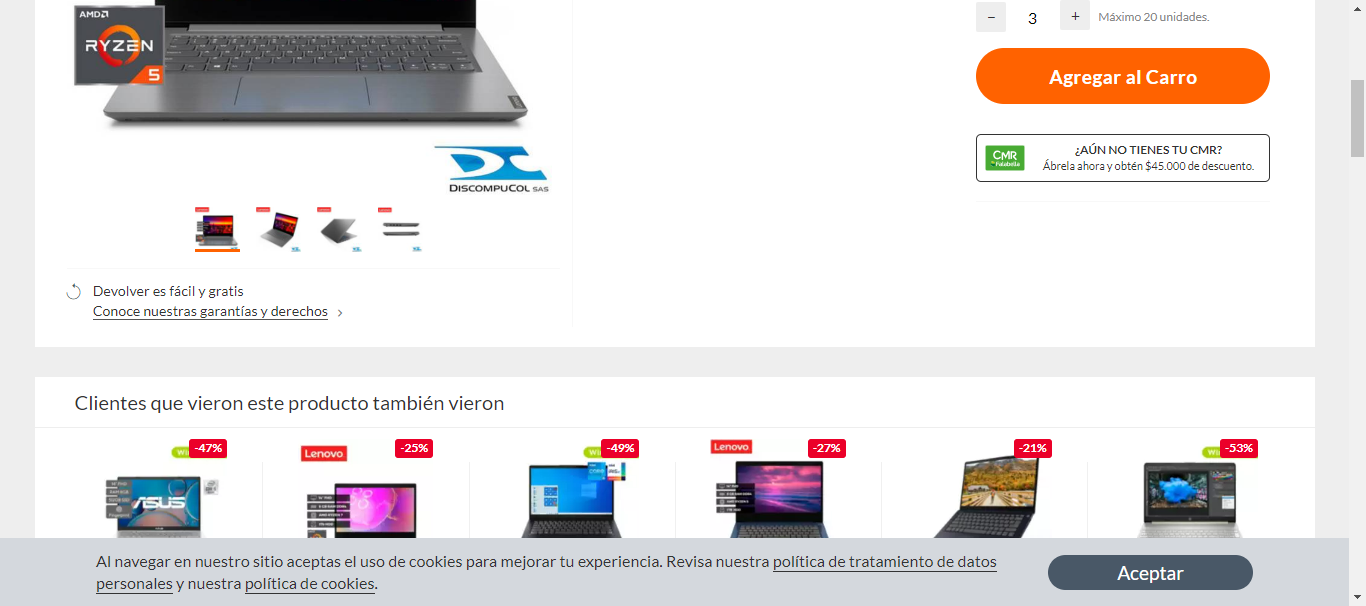 AMD
RYZEN
5
DISCOMPUCOL SAS
−
3
+
Máximo 20 unidades.
Agregar al Carro
CMR
Falabella
¿AÚN NO TIENES TU CMR?
Ábrela ahora y obtén $45.000 de descuento.
Devolver es fácil y gratis
Conoce nuestras garantías y derechos
Clientes que vieron este producto también vieron
-47%
Lenovo
-25%
-49%
Lenovo
-27%
-21%
-53%
ASUS
Al navegar en nuestro sitio aceptas el uso de cookies para mejorar tu experiencia. Revisa nuestra política de tratamiento de datos
personales y nuestra política de cookies.
Aceptar